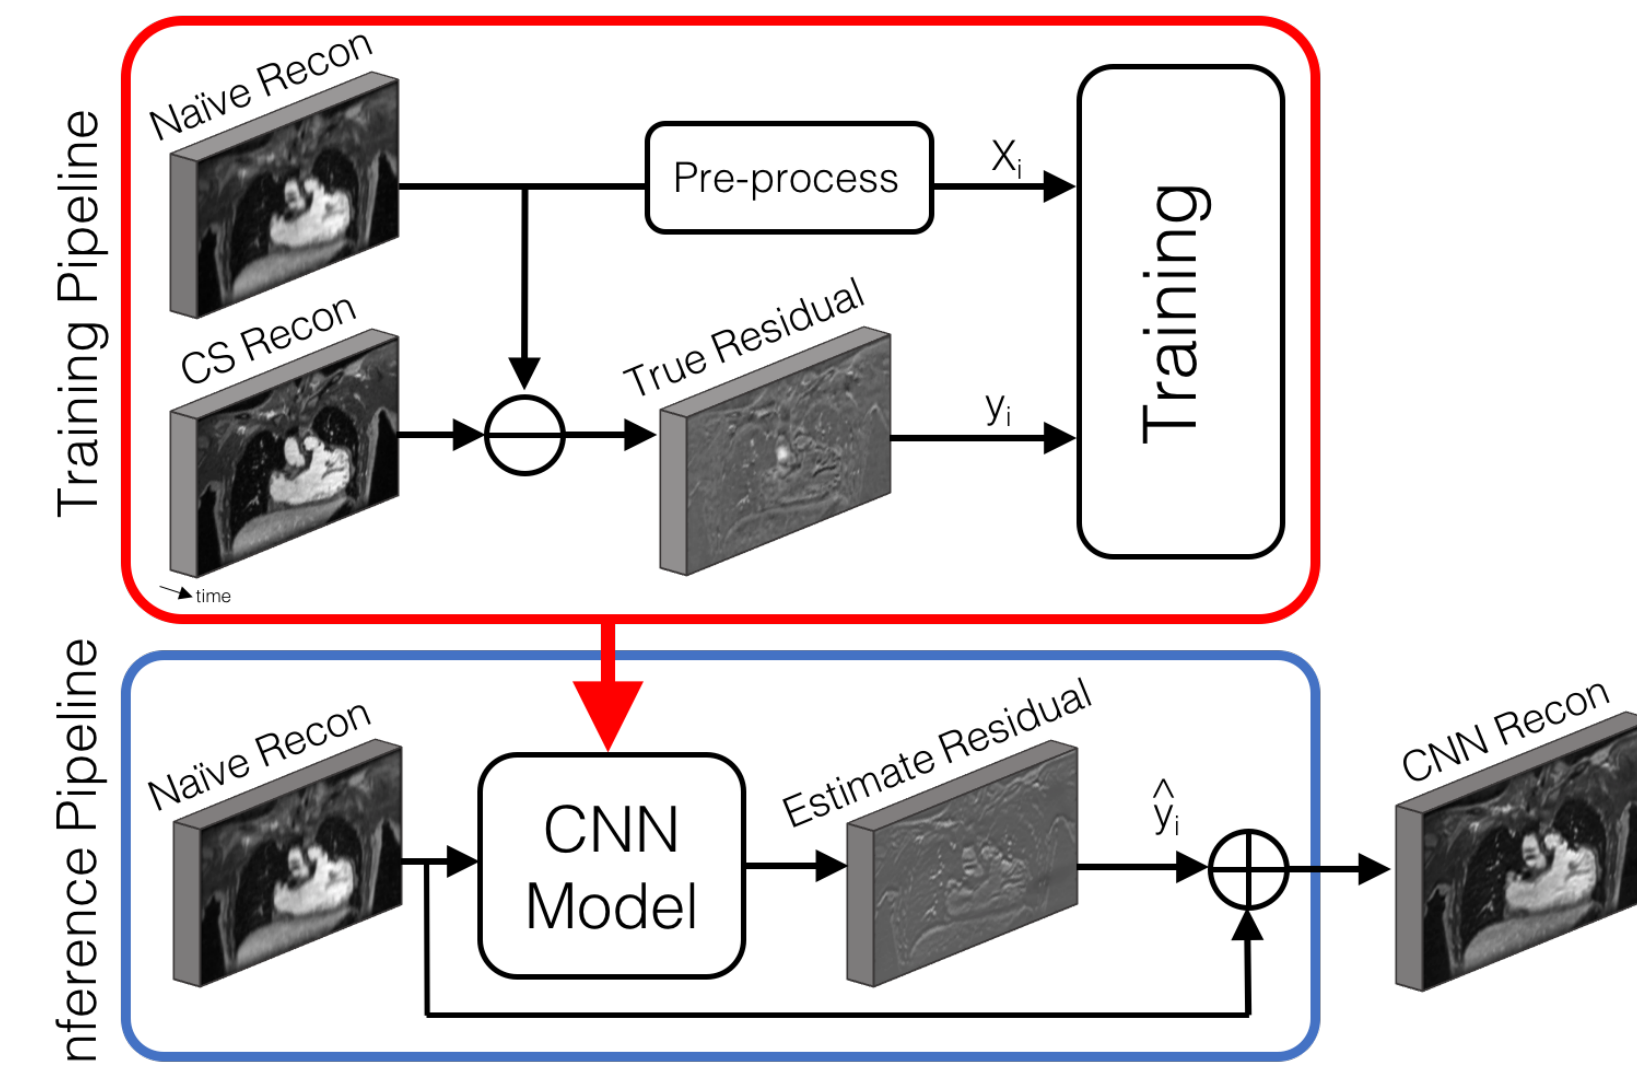 Training Pipeline
Naïve Recon
Pre-process
Xi
CS Recon
True Residual
yi
Training
time
nference Pipeline
Naïve Recon
CNN
Model
Estimate Residual
ŷi
CNN Recon